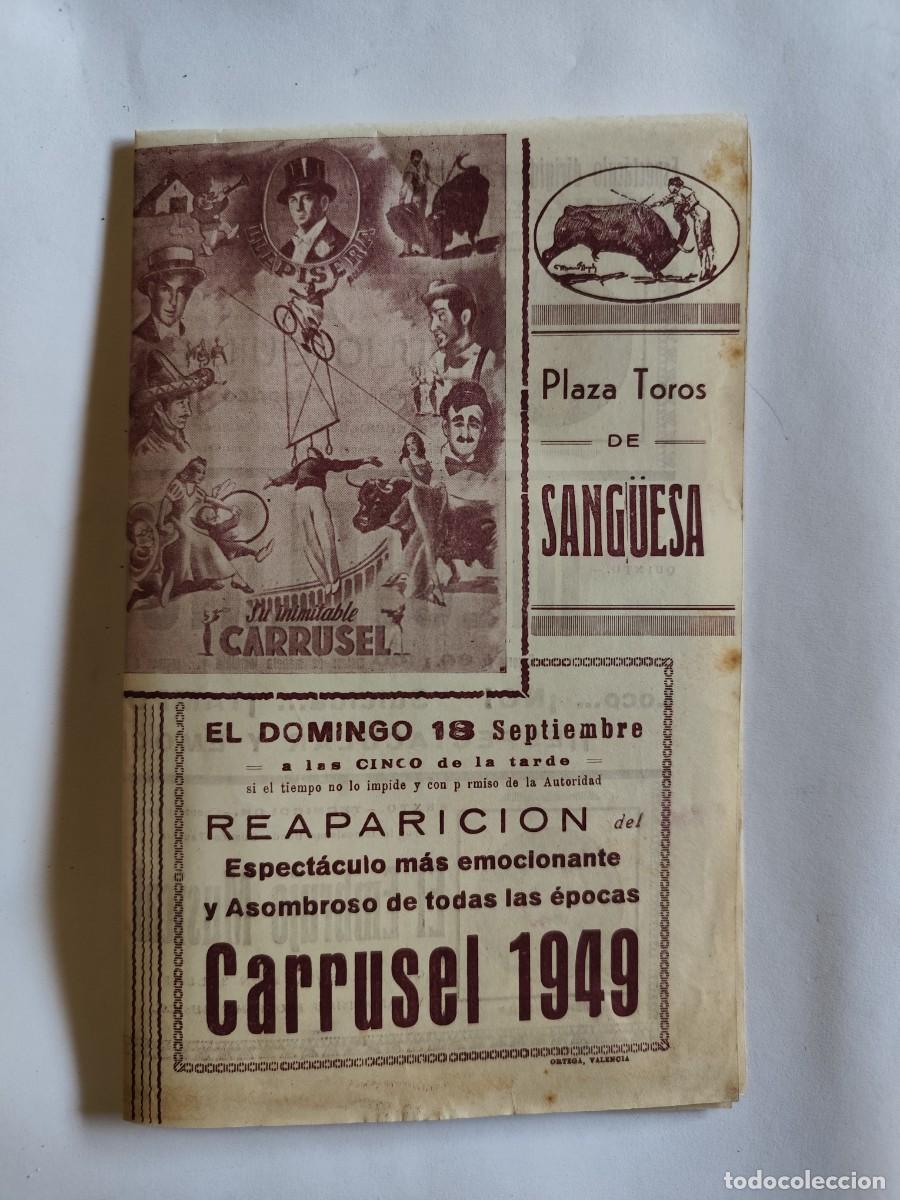 Plaza Toros
DE
SANGÜESA
Su inimitable
CARRUSEL
EL DOMINGO 18 Septiembre
a las CINCO de la tarde
si el tiempo no lo impide y con p rmiso de la Autoridad
REAPARICION del
Espectáculo más emocionante
y Asombroso de todas las épocas
Carrusel 1949
ORTEGA, VALENCIA
todocoleccion